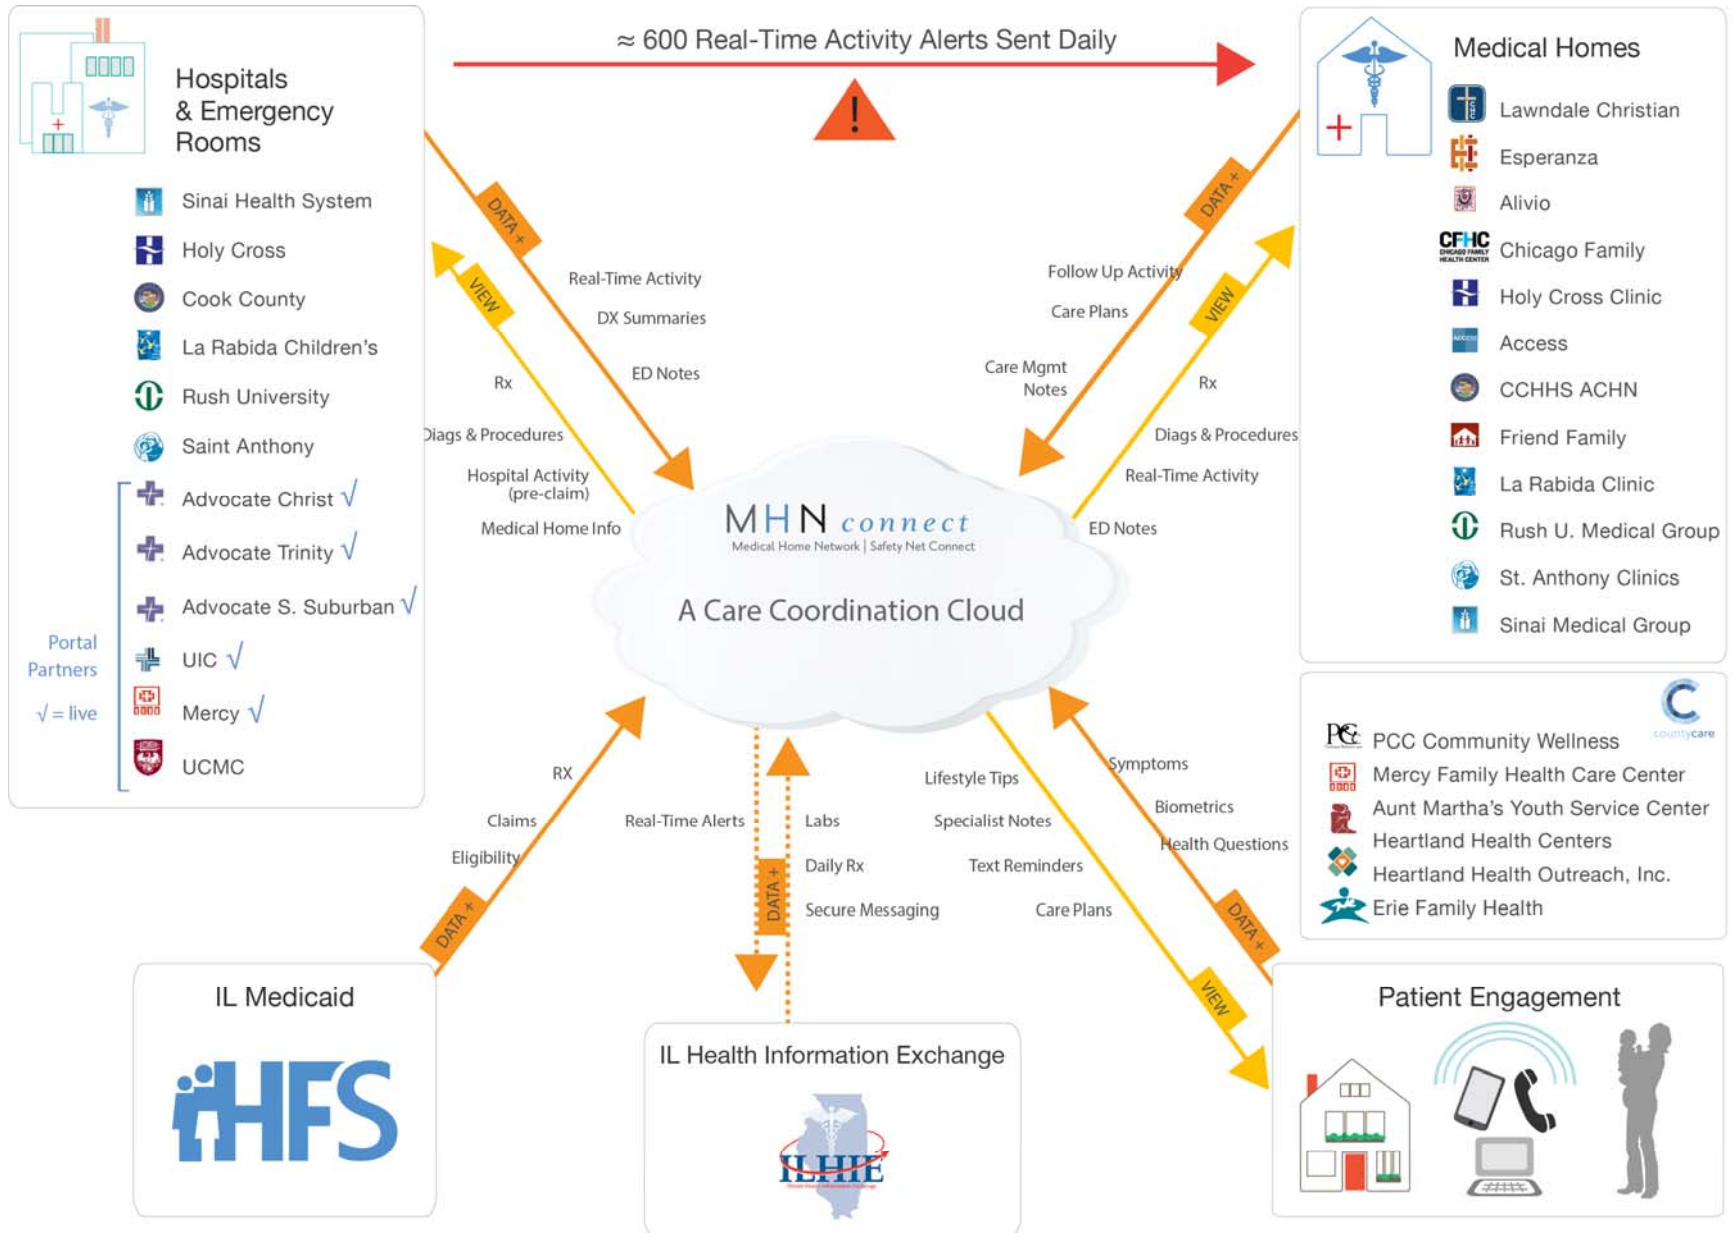 ≈ 600 Real-Time Activity Alerts Sent Daily
!
Hospitals
& Emergency
Rooms
Sinai Health System
Holy Cross
Cook County
La Rabida Children's
Rush University
Saint Anthony
Advocate Christ √
Advocate Trinity √
Advocate S. Suburban √
UIC √
Mercy √
UCMC
Portal
Partners
√ = live
DATA +
Real-Time Activity
DX Summaries
ED Notes
VIEW
Rx
Diags & Procedures
Hospital Activity
(pre-claim)
Medical Home Info
DATA +
Follow Up Activity
Care Plans
Care Mgmt
Notes
VIEW
Rx
Diags & Procedures
Real-Time Activity
ED Notes
Medical Homes
Lawndale Christian
Esperanza
Alivio
CFHC
CHICAGO FAMILY
HEALTH CENTER
Chicago Family
Holy Cross Clinic
ACCESS
Access
CCHHS ACHN
Friend Family
La Rabida Clinic
Rush U. Medical Group
St. Anthony Clinics
Sinai Medical Group
MHN connect
Medical Home Network | Safety Net Connect
A Care Coordination Cloud
countycare
PCC
PCC Community Wellness
Mercy Family Health Care Center
Aunt Martha's Youth Service Center
Heartland Health Centers
Heartland Health Outreach, Inc.
Erie Family Health
RX
Claims
Eligibility
DATA +
Real-Time Alerts
DATA +
Labs
Daily Rx
Secure Messaging
Lifestyle Tips
Specialist Notes
Text Reminders
Care Plans
VIEW
Symptoms
Biometrics
Health Questions
DATA +
IL Medicaid
HFS
IL Health Information Exchange
ILHIE
Patient Engagement